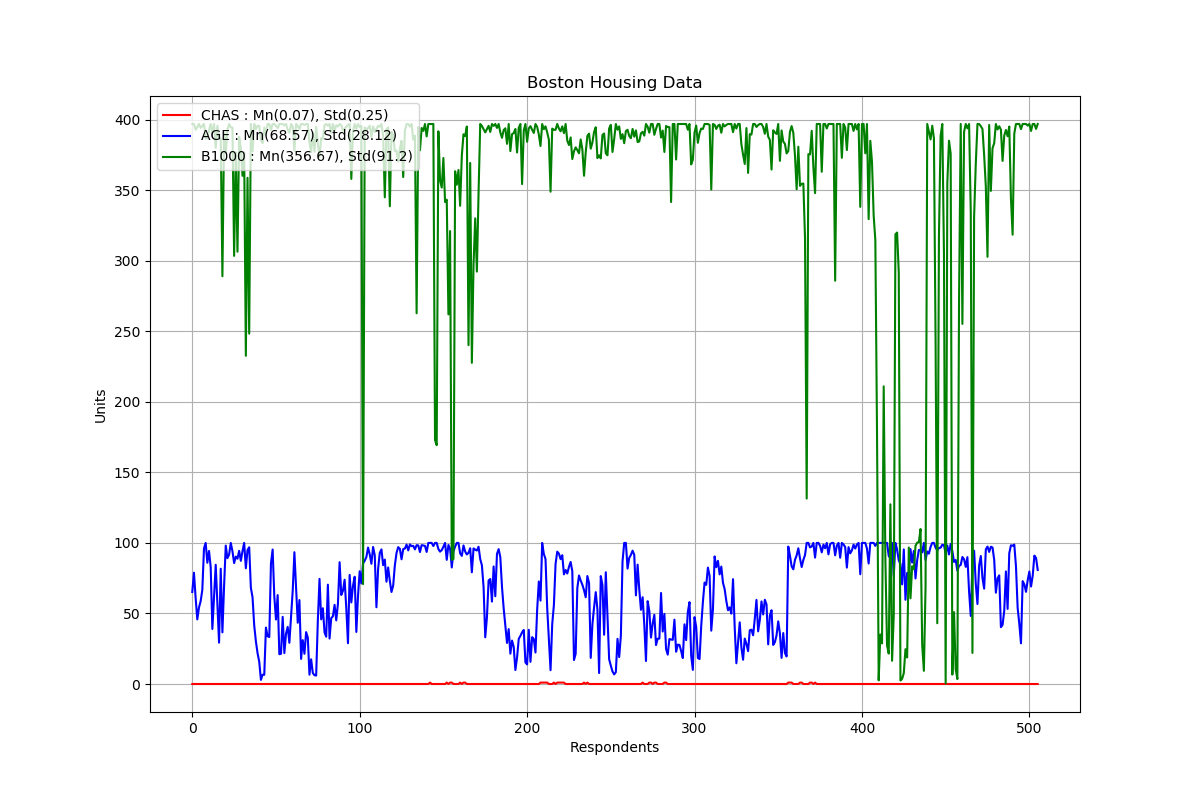 Boston Housing Data
CHAS : Mn(0.07), Std(0.25)
AGE : Mn(68.57), Std(28.12)
B1000 : Mn(356.67), Std(91.2)
Units
400
350
300
250
200
150
100
50
0
0 100 200 300 400 500
Respondents